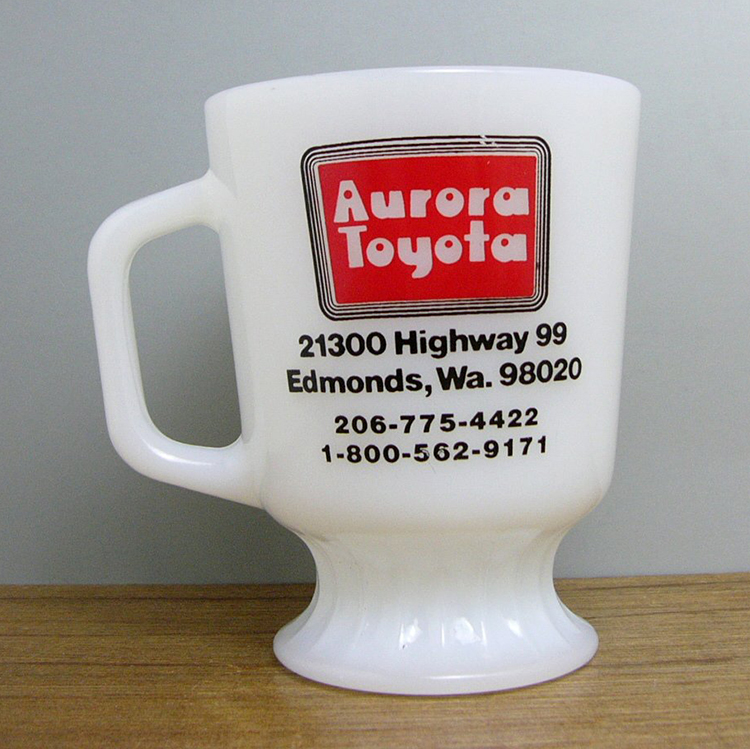 Aurora
Toyota
21300 Highway 99
Edmonds, Wa. 98020
206-775-4422
1-800-562-9171